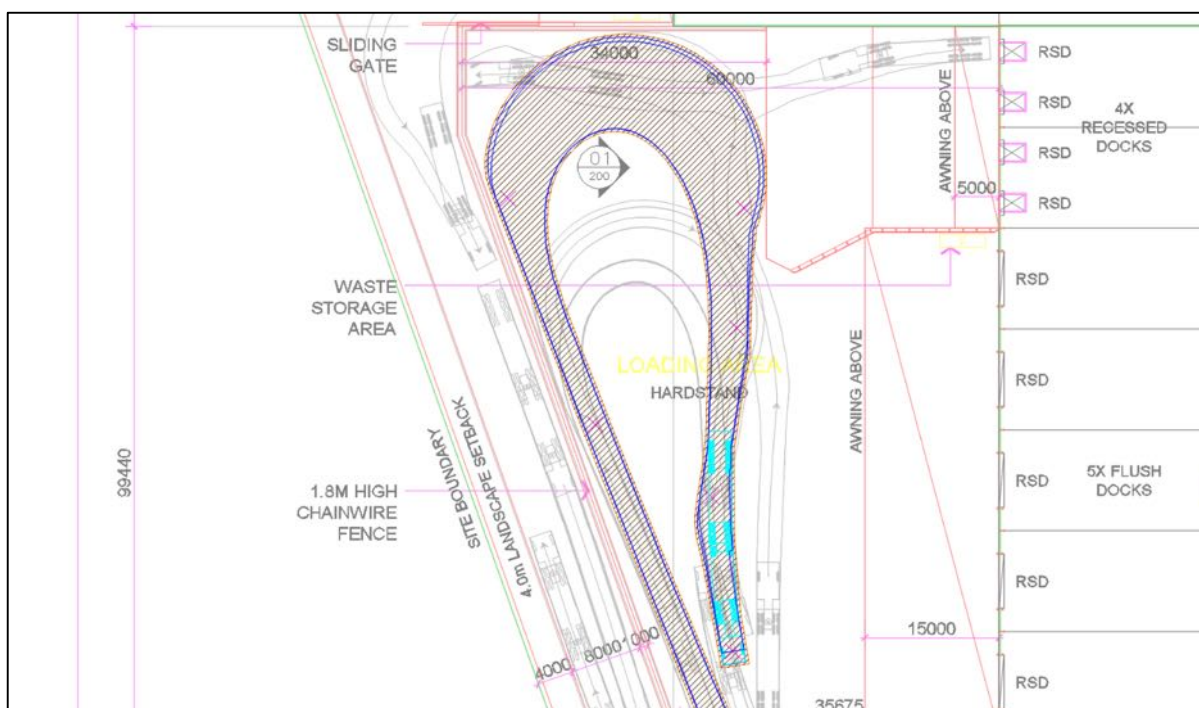 SLIDING
GATE
34000
60000
AWNING ABOVE
5000
RSD
RSD
RSD
RSD
4X
RECESSED
DOCKS
01
200
WASTE
STORAGE
AREA
RSD
LOADING AREA
HARDSTAND
AWNING ABOVE
RSD
99440
1.8M HIGH
CHAINWIRE
FENCE
SITE BOUNDARY
4.0m LANDSCAPE SETBACK
RSD
5X FLUSH
DOCKS
RSD
4000
8000
1000
15000
RSD
35675